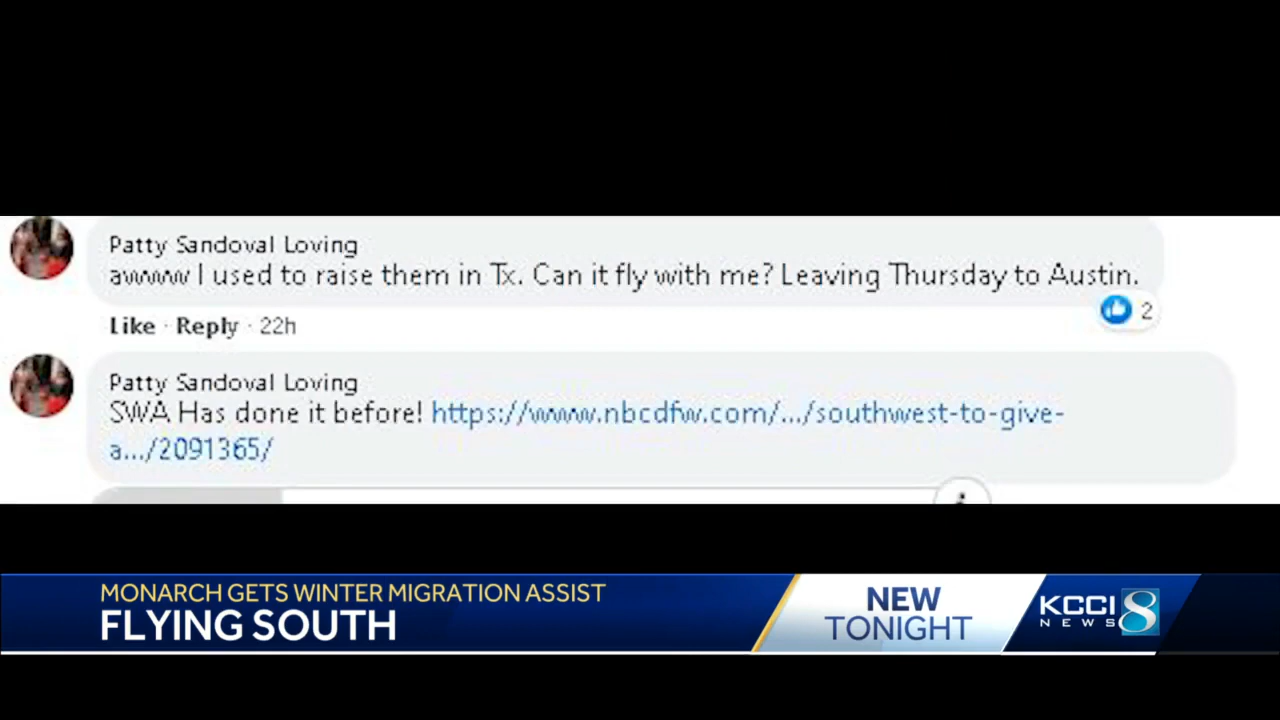 Patty Sandoval Loving
awww I used to raise them in Tx. Can it fly with me? Leaving Thursday to Austin.
Like · Reply · 22h
2
Patty Sandoval Loving
SWA Has done it before! https://www.nbcdfw.com/.../southwest-to-give-
a.../2091365/
MONARCH GETS WINTER MIGRATION ASSIST
FLYING SOUTH
NEW
TONIGHT
KCCI 8
NEWS